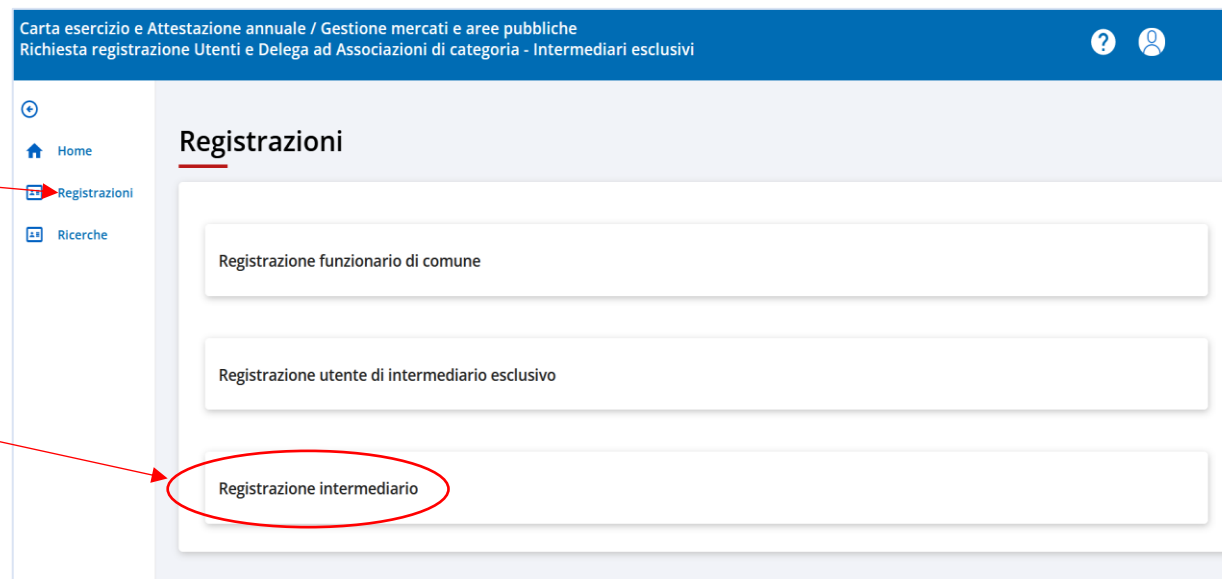 Carta esercizio e Attestazione annuale / Gestione mercati e aree pubbliche
Richiesta registrazione Utenti e Delega ad Associazioni di categoria - Intermediari esclusivi
?
Home
Registrazioni
Ricerche
Registrazioni
Registrazione funzionario di comune
Registrazione utente di intermediario esclusivo
Registrazione intermediario